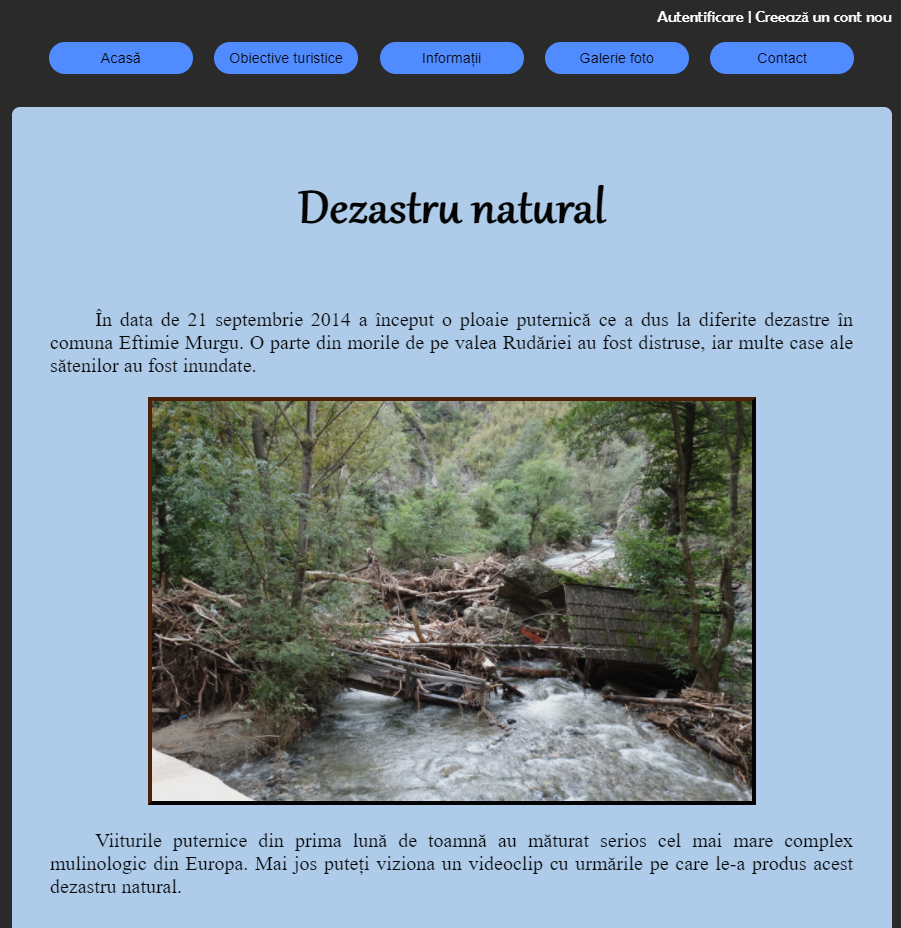 Autentificare | Creează un cont nou
Acasă Obiective turistice Informații Galerie foto Contact
Dezastru natural
În data de 21 septembrie 2014 a început o ploaie puternică ce a dus la diferite dezastre în
comuna Eftimie Murgu. O parte din morile de pe valea Rudăriei au fost distruse, iar multe case ale
sătenilor au fost inundate.
Viiturile puternice din prima lună de toamnă au măturat serios cel mai mare complex
mulinologic din Europa. Mai jos puteți viziona un videoclip cu urmările pe care le-a produs acest
dezastru natural.